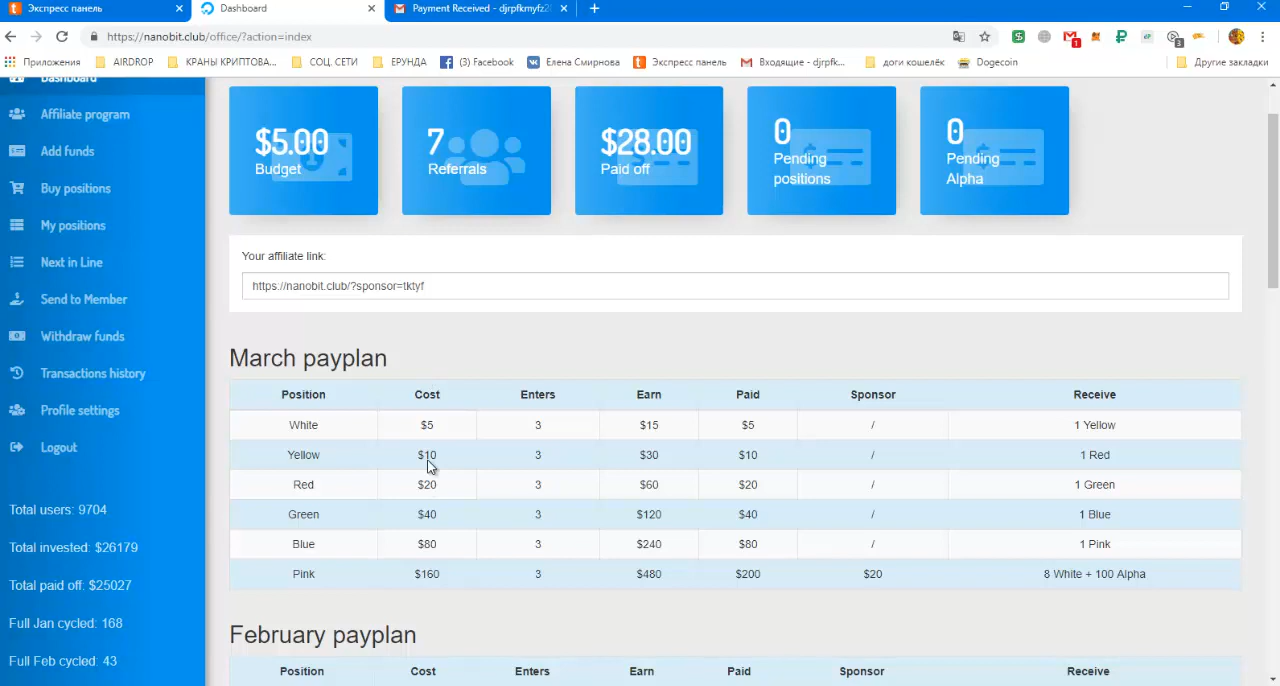 Экспресс панель
Dashboard
Payment Received - djrpfkmyfz2
https://nanobit.club/office/?action=index
Приложения
AIRDROP
КРАНЫ КРИПТОВА...
СОЦ. СЕТИ
ЕРУНДА
(3) Facebook
Елена Смирнова
Экспресс панель
Входящие - djrpfk...
доги кошелёк
Dogecoin
Другие закладки
Dashboard
Affiliate program
Add funds
Buy positions
My positions
Next in Line
Send to Member
Withdraw funds
Transactions history
Profile settings
Logout
Total users: 9704
Total invested: $26179
Total paid off: $25027
Full Jan cycled: 168
Full Feb cycled: 43
$5.00
Budget
7
Referrals
$28.00
Paid off
0
Pending
positions
0
Pending
Alpha
Your affiliate link:
https://nanobit.club/?sponsor=tktyf
March payplan
Position Cost Enters Earn Paid Sponsor Receive
White $5 3 $15 $5 / 1 Yellow
Yellow $10 3 $30 $10 / 1 Red
Red $20 3 $60 $20 / 1 Green
Green $40 3 $120 $40 / 1 Blue
Blue $80 3 $240 $80 / 1 Pink
Pink $160 3 $480 $200 $20 8 White + 100 Alpha
February payplan
Position Cost Enters Earn Paid Sponsor Receive